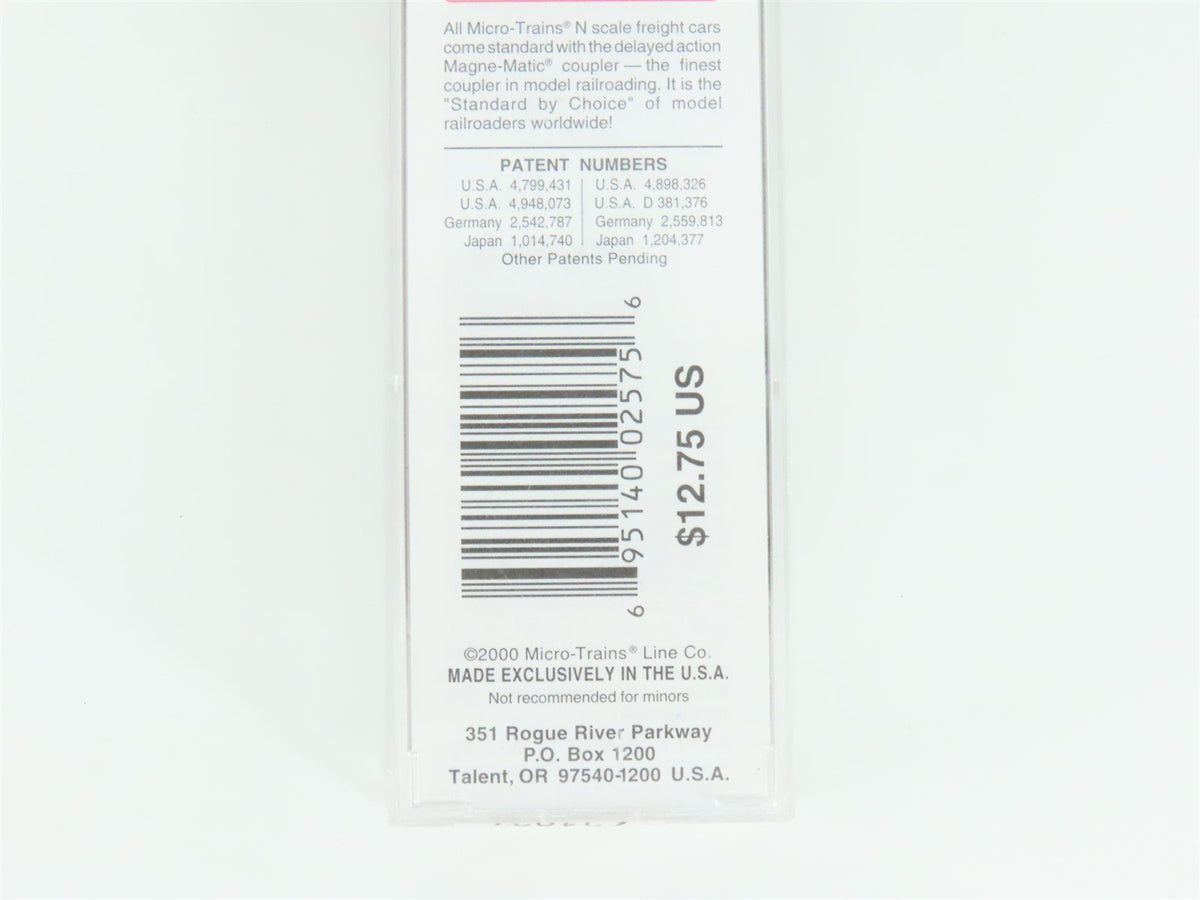 All Micro-Trains® N scale freight cars
come standard with the delayed action
Magne-Matic® coupler — the finest
coupler in model railroading. It is the
"Standard by Choice" of model
railroaders worldwide!
PATENT NUMBERS
U.S.A. 4,799,431 U.S.A. 4,898,326
U.S.A. 4,948,073 U.S.A. D 381,376
Germany 2,542,787 Germany 2,559,813
Japan 1,014,740 Japan 1,204,377
Other Patents Pending
6 95140 02575 6
$12.75 US
©2000 Micro-Trains® Line Co.
MADE EXCLUSIVELY IN THE U.S.A.
Not recommended for minors
351 Rogue River Parkway
P.O. Box 1200
Talent, OR 97540-1200 U.S.A.